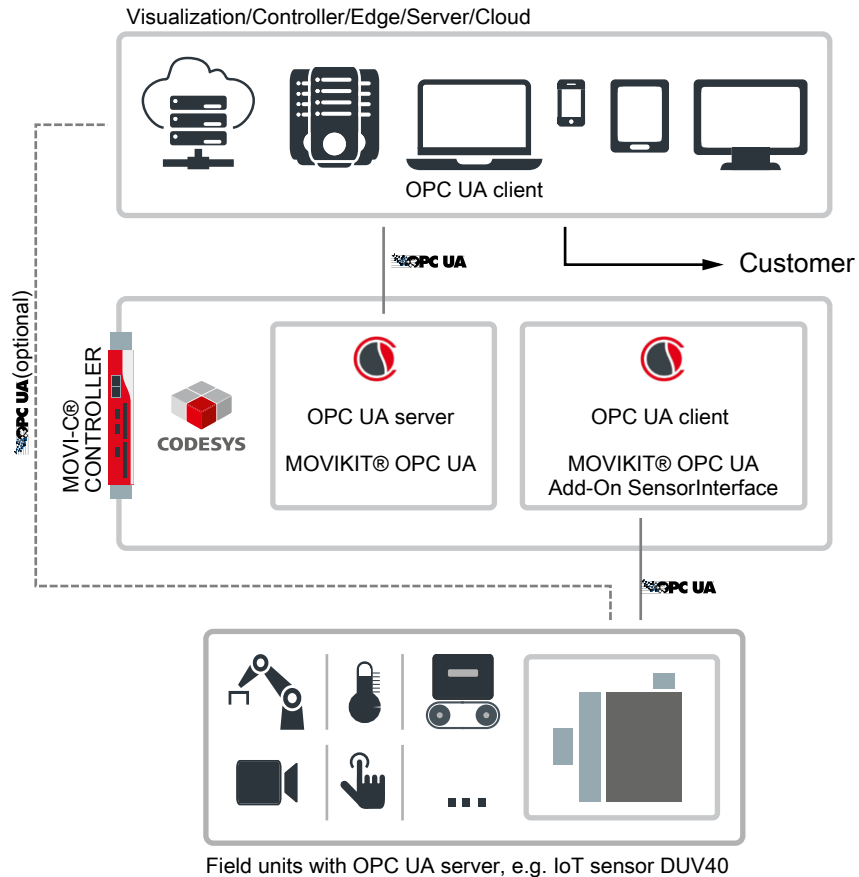 Visualization/Controller/Edge/Server/Cloud
OPC UA client
OPC UA
Customer
OPC UA(optional)
MOVI-C®
CONTROLLER
CODESYS
OPC UA server
MOVIKIT® OPC UA
OPC UA client
MOVIKIT® OPC UA
Add-On SensorInterface
OPC UA
Field units with OPC UA server, e.g. IoT sensor DUV40